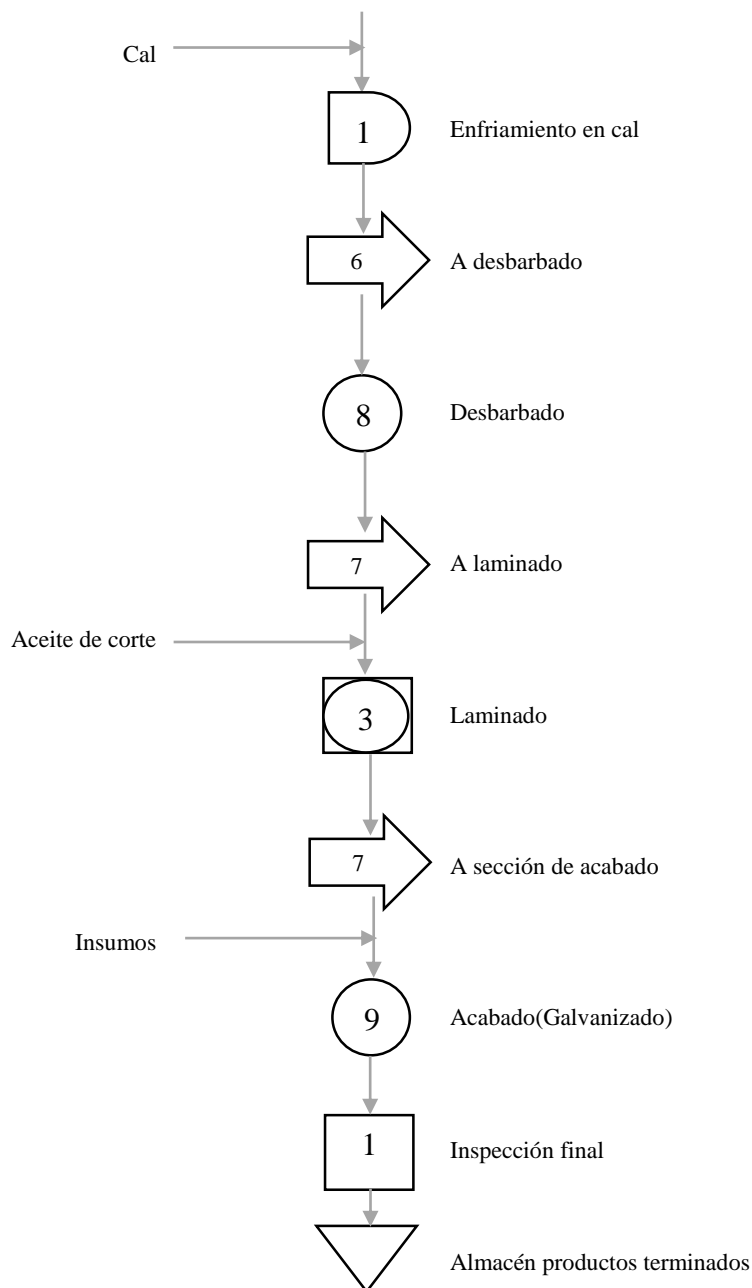 Cal
1 Enfriamiento en cal
6 A desbarbado
8 Desbarbado
7 A laminado
Aceite de corte
3 Laminado
7 A sección de acabado
Insumos
9 Acabado(Galvanizado)
1 Inspección final
Almacén productos terminados